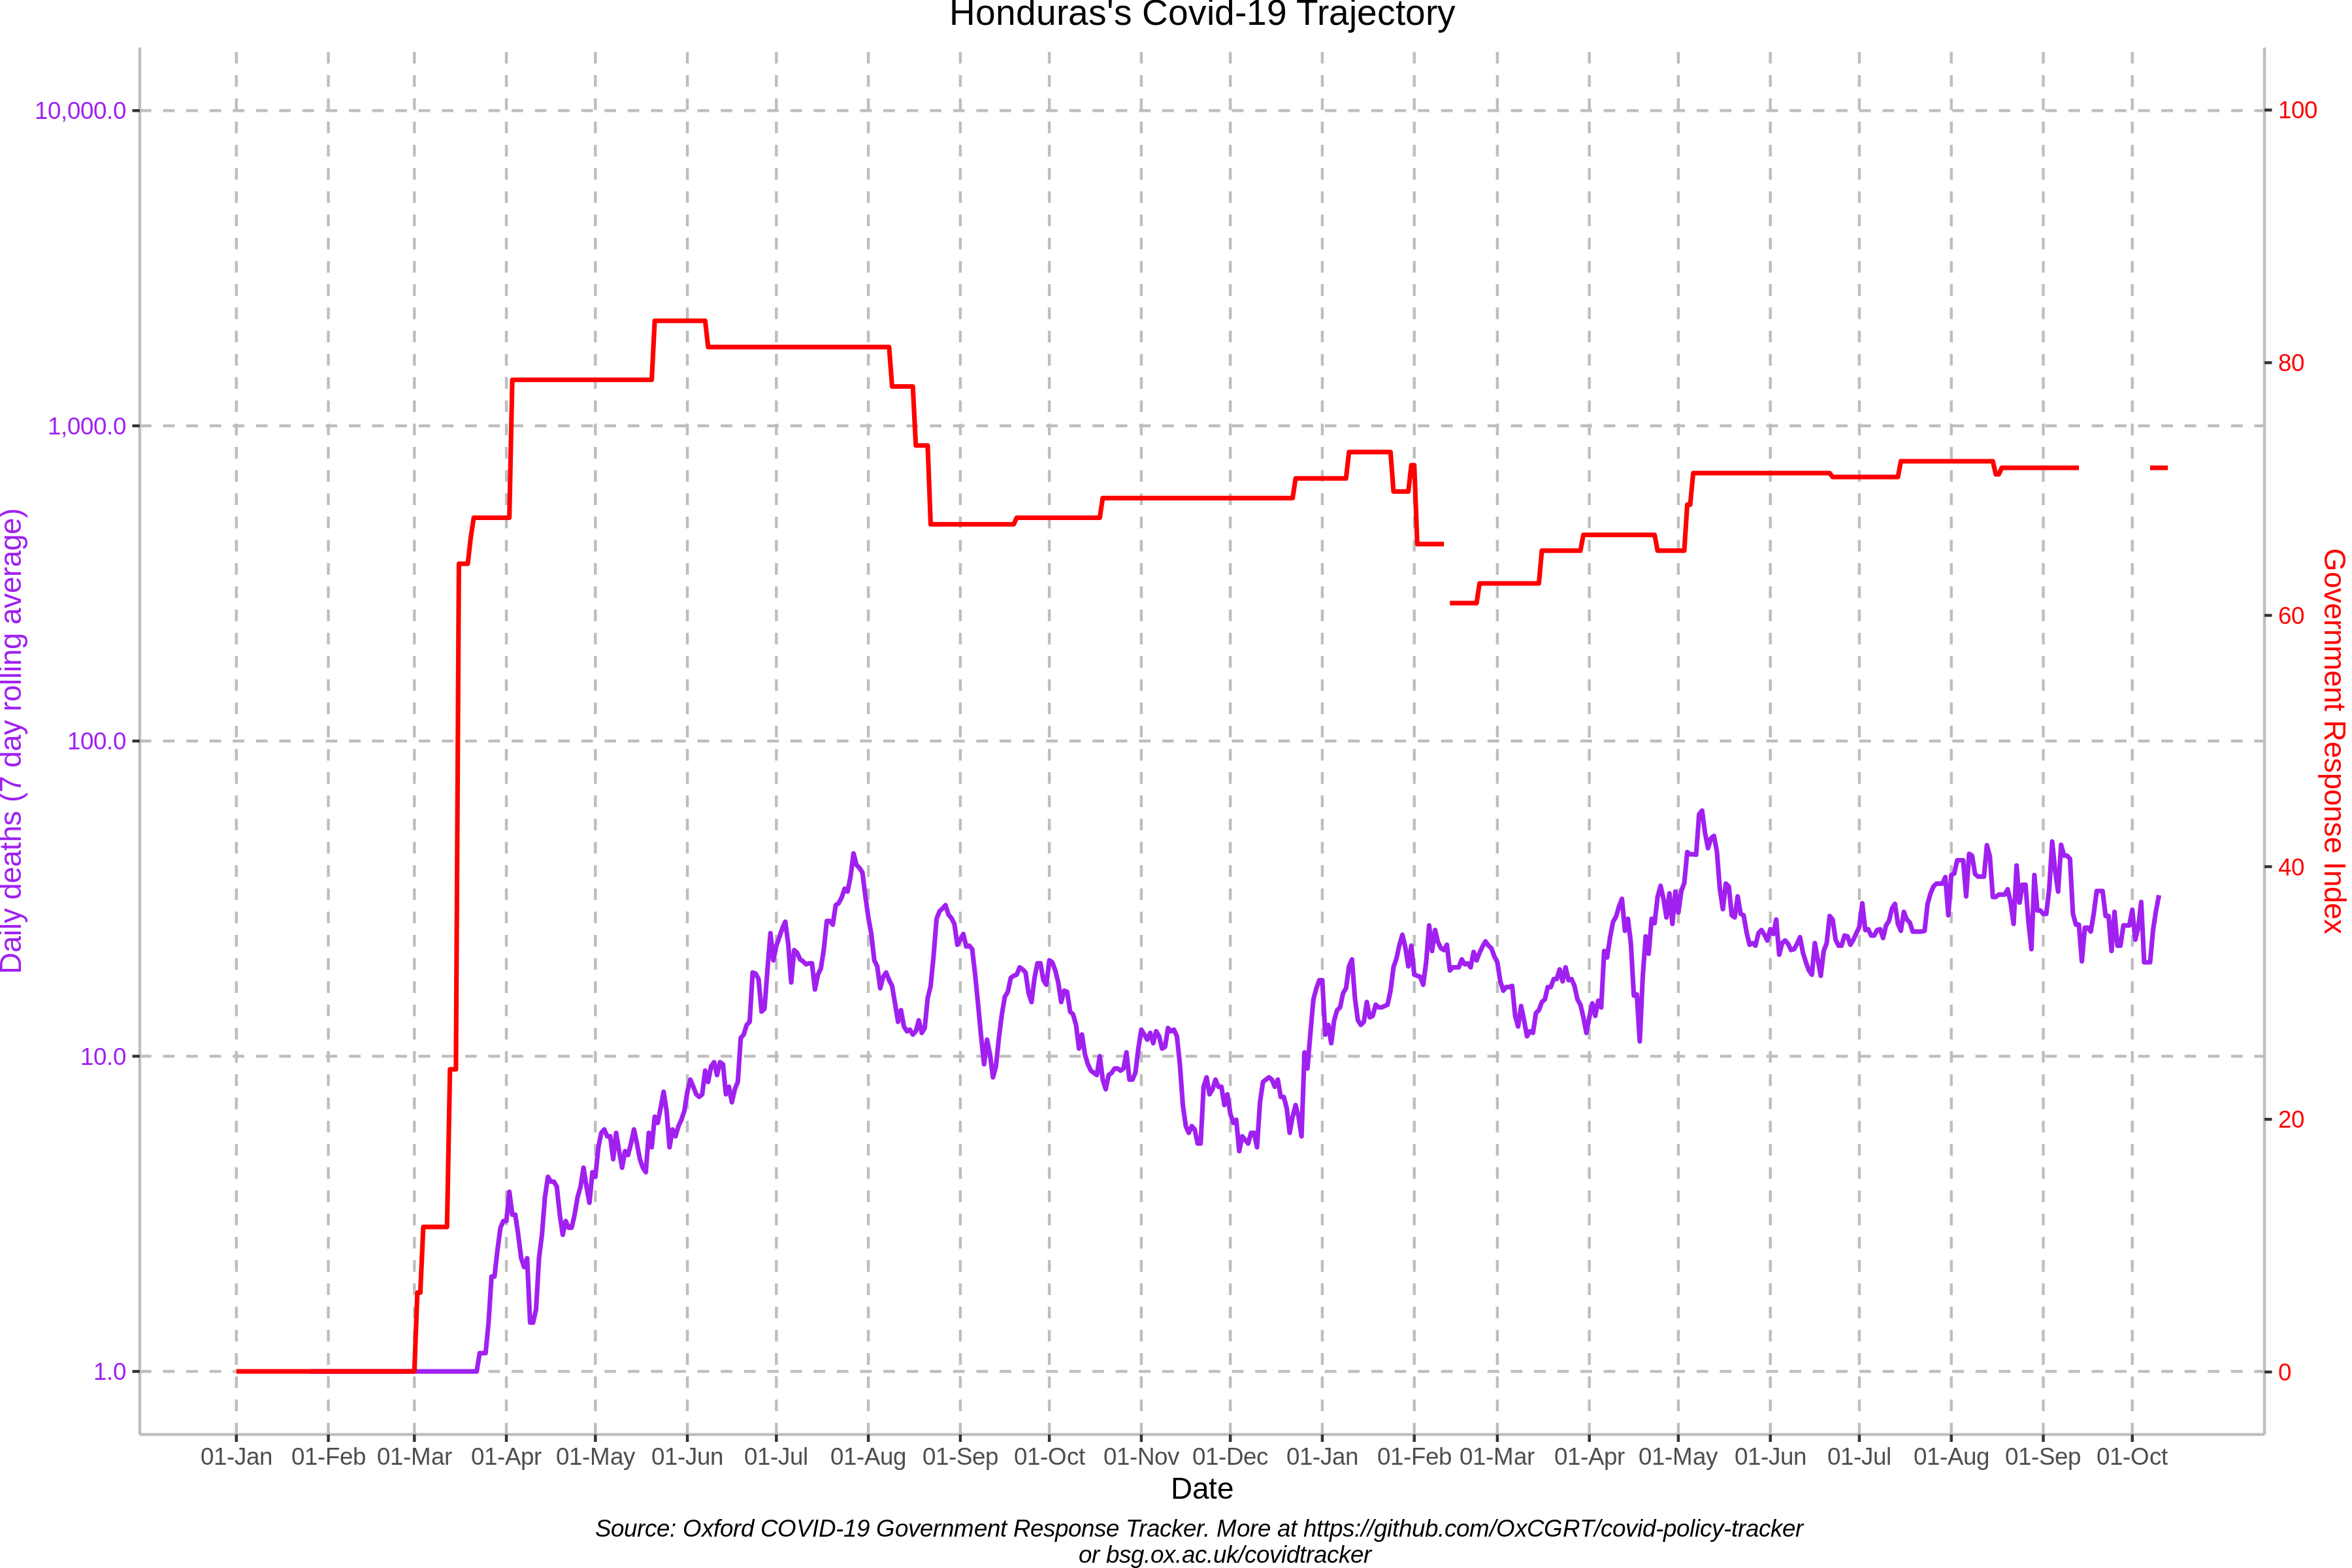 Honduras's Covid-19 Trajectory
10,000.0
1,000.0
100.0
10.0
1.0
Daily deaths (7 day rolling average)
100
80
60
40
20
0
Government Response Index
01-Jan 01-Feb 01-Mar 01-Apr 01-May 01-Jun 01-Jul 01-Aug 01-Sep 01-Oct 01-Nov 01-Dec 01-Jan 01-Feb 01-Mar 01-Apr 01-May 01-Jun 01-Jul 01-Aug 01-Sep 01-Oct
Date
Source: Oxford COVID-19 Government Response Tracker. More at https://github.com/OxCGRT/covid-policy-tracker
or bsg.ox.ac.uk/covidtracker